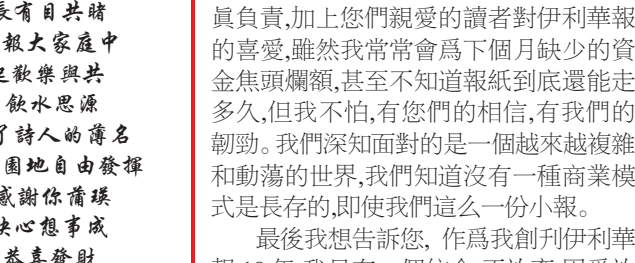 長有目共睹
報大家庭中
歡樂與共
飲水思源
了詩人的薄名
園地自由發揮
感謝你蒲瑛
快心想事成
恭喜發財
眞負責,加上您們親愛的讀者對伊利華報
的喜愛,雖然我常常會爲下個月缺少的資
金焦頭爛額,甚至不知道報紙到底還能走
多久,但我不怕,有您們的相信,有我們的
韌勁。我們深知面對的是一個越來越複雜
和動蕩的世界,我們知道沒有一種商業模
式是長存的,即使我們這么一份小報。
最後我想告訴您, 作爲我創刊伊利華